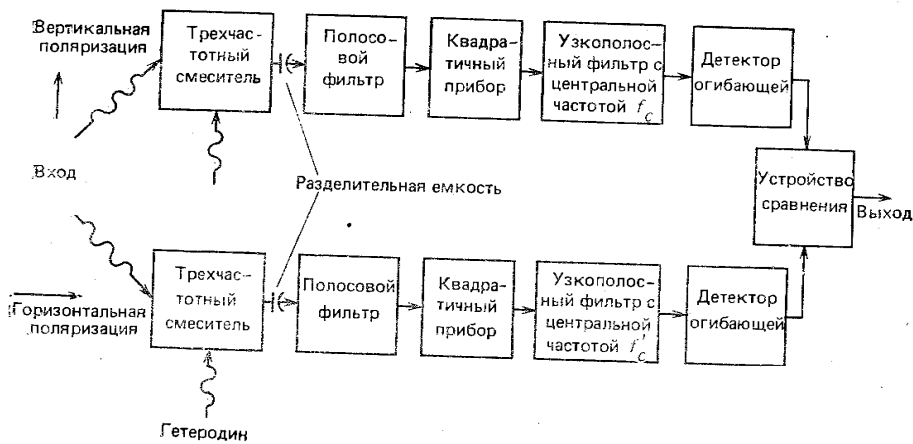 Вертикальная
поляризация
Трехчас-
тотный
смеситель
Полосо-
вой
фильтр
Квадра-
тичный
прибор
Узкополос-
ный фильтр с
центральной
частотой f_c
Детектор
огибающей
Вход
Разделительная емкость
Устройство
сравнения
Выход
Горизонтальная
поляризация
Трехчас-
тотный
смеситель
Полосовой
фильтр
Квадра-
тичный
прибор
Узкополос-
ный фильтр с
центральной
частотой f'_c
Детектор
огибающей
Гетеродин